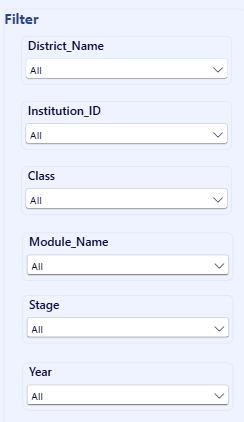 Filter
District_Name
All
Institution_ID
All
Class
All
Module_Name
All
Stage
All
Year
All